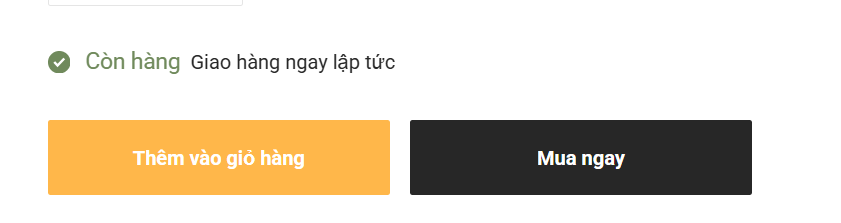 Còn hàng Giao hàng ngay lập tức
Thêm vào giỏ hàng
Mua ngay